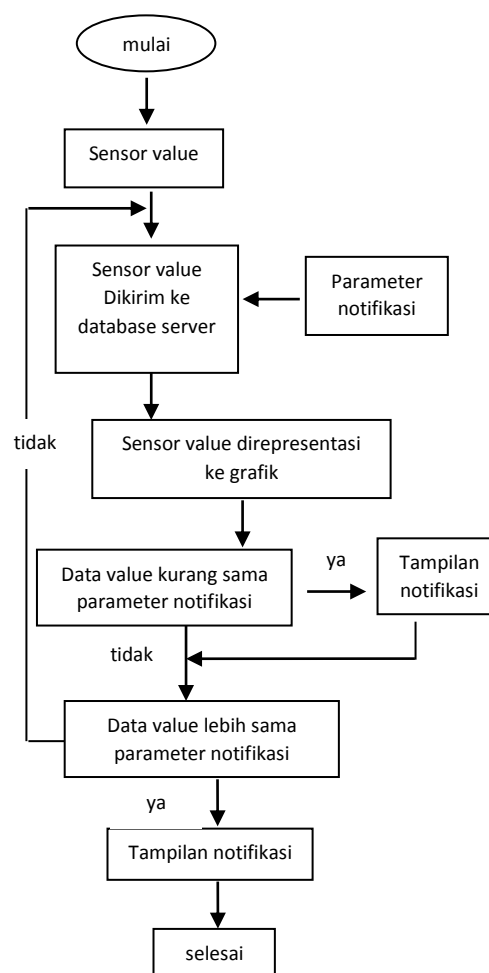 mulai
Sensor value
Sensor value
Dikirim ke
database server
Parameter
notifikasi
tidak
Sensor value direpresentasi
ke grafik
Data value kurang sama
parameter notifikasi
ya
Tampilan
notifikasi
tidak
Data value lebih sama
parameter notifikasi
ya
Tampilan notifikasi
selesai